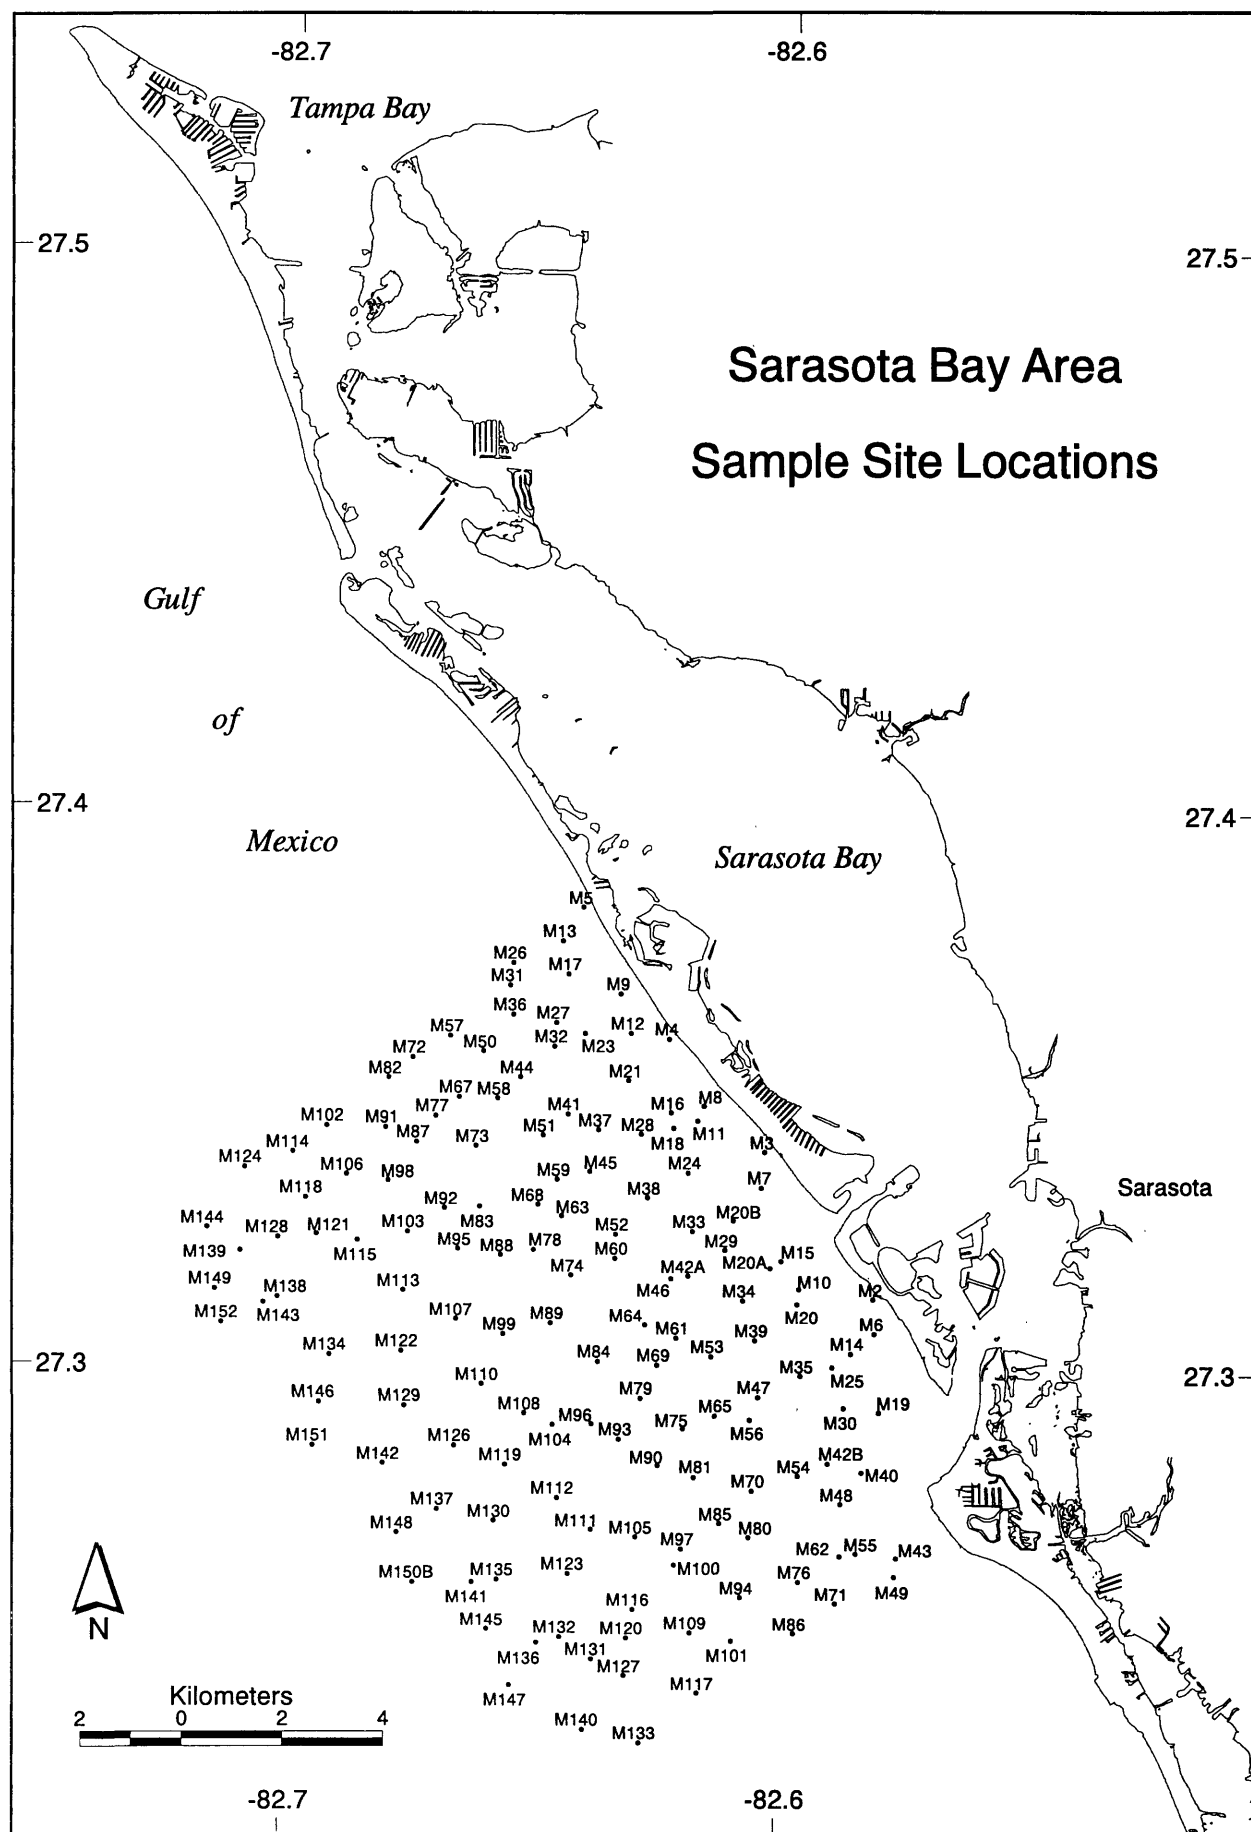 -82.7
-82.6
Tampa Bay
27.5
27.5
Sarasota Bay Area
Sample Site Locations
Gulf
of
Mexico
27.4
27.4
Sarasota Bay
M5
M13
M26
M17
M31
M9
M36
M27
M12
M4
M57
M32
M23
M50
M72
M82
M44
M21
M67
M58
M8
M77
M41
M16
M102
M91
M37
M28
M11
M87
M51
M18
M73
M3
M114
M124
M106
M98
M59
M45
M24
M7
M118
M68
M38
M92
M63
M144
M128
M121
M103
M83
M52
M33
M20B
M139
M115
M95
M88
M78
M60
M29
M20A
M15
M74
M42A
M149
M138
M113
M46
M34
M10
M2
M152
M143
M107
M99
M89
M64
M61
M39
M20
M6
M134
M122
M84
M69
M53
M14
M35
M25
M110
M79
M47
M146
M129
M108
M96
M75
M65
M56
M30
M19
M104
M93
M151
M142
M126
M119
M90
M81
M54
M42B
M40
M70
M48
M112
M137
M130
M148
M111
M105
M85
M80
M97
M62
M55
M43
M150B
M135
M123
M100
M76
M141
M94
M71
M49
M116
M145
M132
M120
M109
M86
M136
M131
M127
M101
M147
M117
M140
M133
Sarasota
27.3
27.3
N
Kilometers
2 0 2 4
-82.7
-82.6